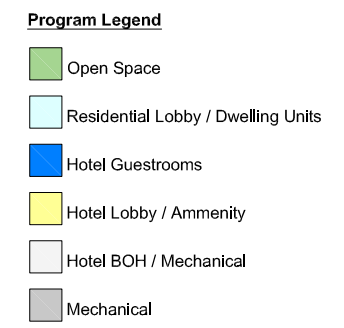 Program Legend
Open Space
Residential Lobby / Dwelling Units
Hotel Guestrooms
Hotel Lobby / Ammenity
Hotel BOH / Mechanical
Mechanical